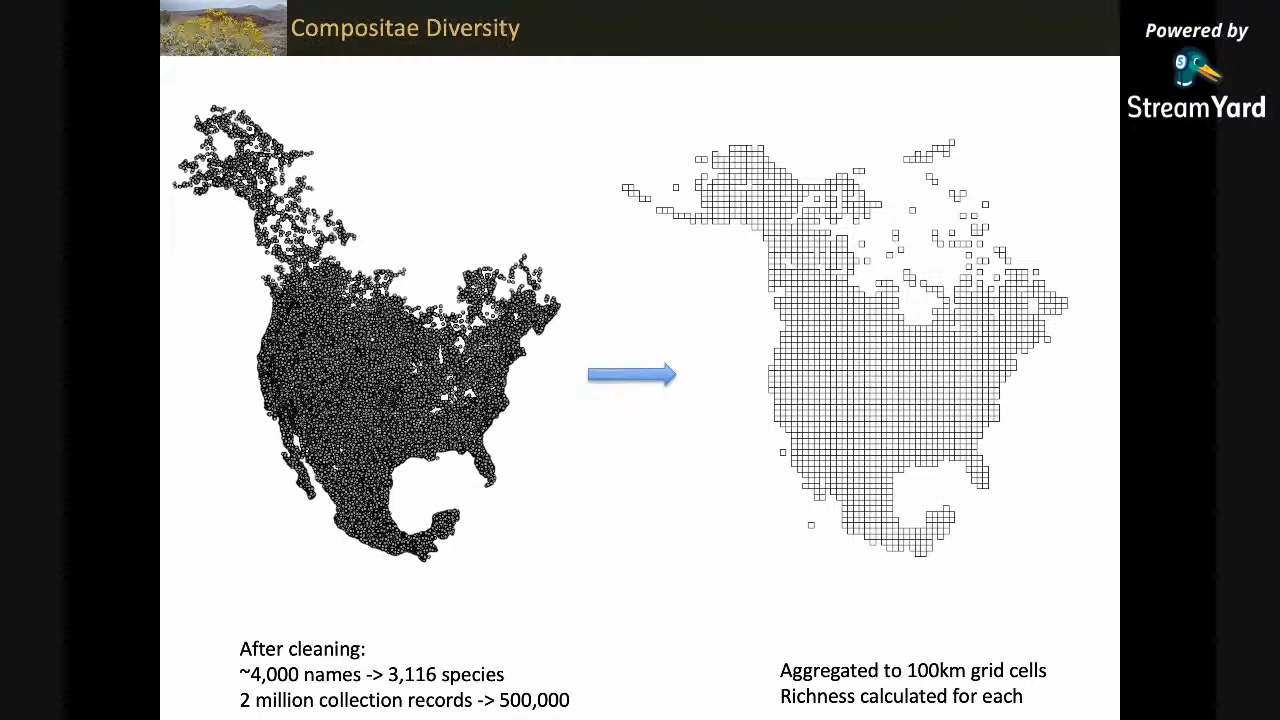 Compositae Diversity
Powered by
StreamYard
After cleaning:
~4,000 names -> 3,116 species
2 million collection records -> 500,000
Aggregated to 100km grid cells
Richness calculated for each